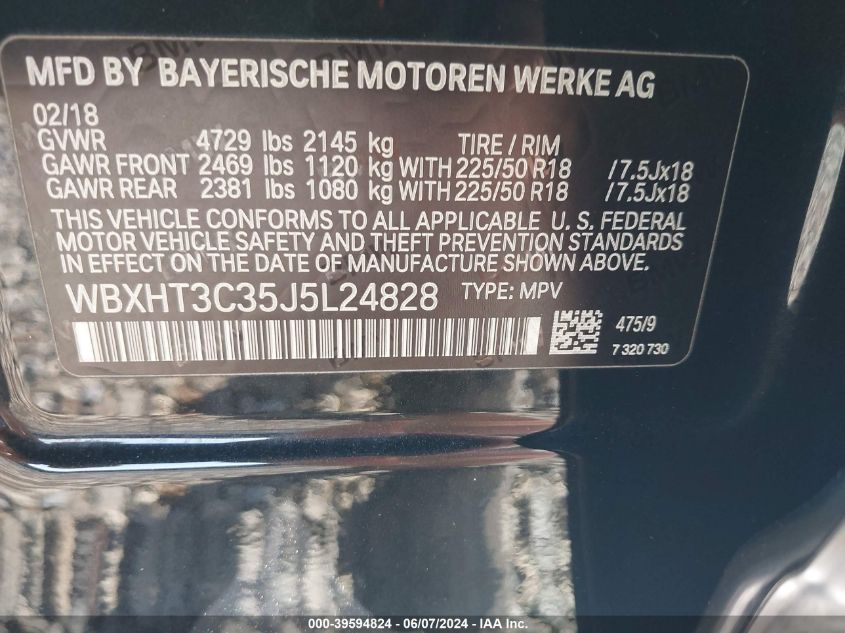 MFD BY BAYERISCHE MOTOREN WERKE AG
02/18
GVWR 4729 lbs 2145 kg TIRE / RIM
GAWR FRONT 2469 lbs 1120 kg WITH 225/50 R18 /7.5Jx18
GAWR REAR 2381 lbs 1080 kg WITH 225/50 R18 /7.5Jx18
THIS VEHICLE CONFORMS TO ALL APPLICABLE U. S. FEDERAL
MOTOR VEHICLE SAFETY AND THEFT PREVENTION STANDARDS
IN EFFECT ON THE DATE OF MANUFACTURE SHOWN ABOVE.
WBXHT3C35J5L24828 TYPE: MPV
475/9
7 320 730
000-39594824 - 06/07/2024 - IAA Inc.